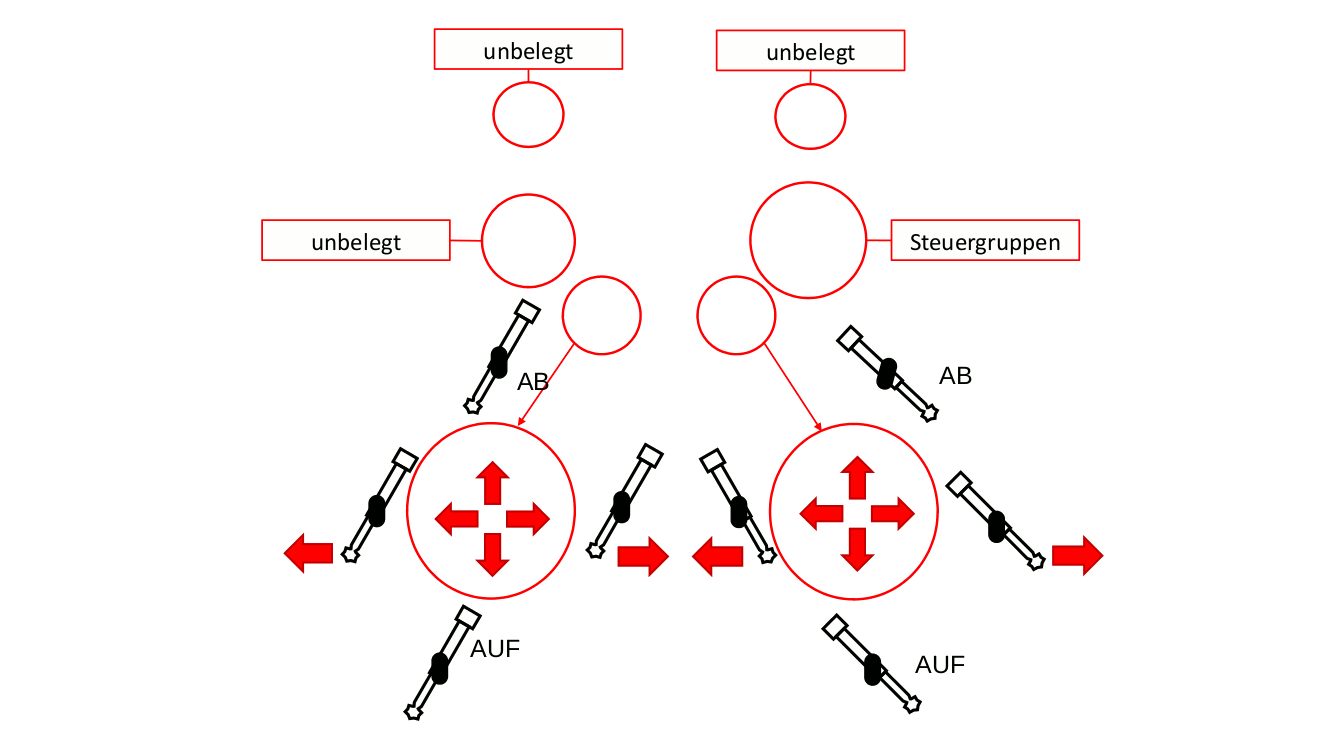 unbelegt
unbelegt
unbelegt
Steuergruppen
AB
AB
AUF
AUF